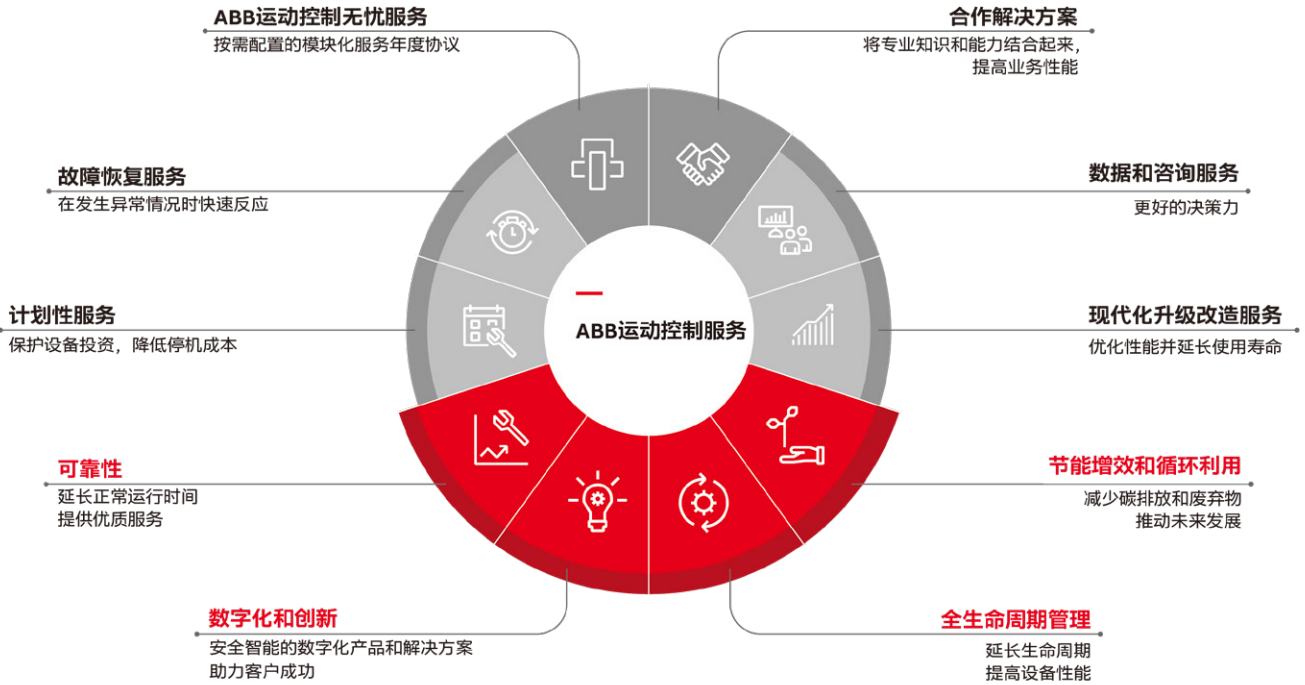 ABB运动控制无忧服务
按需配置的模块化服务年度协议
合作解决方案
将专业知识和能力结合起来，
提高业务性能
故障恢复服务
在发生异常情况时快速反应
数据和咨询服务
更好的决策力
ABB运动控制服务
计划性服务
保护设备投资，降低停机成本
现代化升级改造服务
优化性能并延长使用寿命
可靠性
延长正常运行时间
提供优质服务
节能增效和循环利用
减少碳排放和废弃物
推动未来发展
数字化和创新
安全智能的数字化产品和解决方案
助力客户成功
全生命周期管理
延长生命周期
提高设备性能